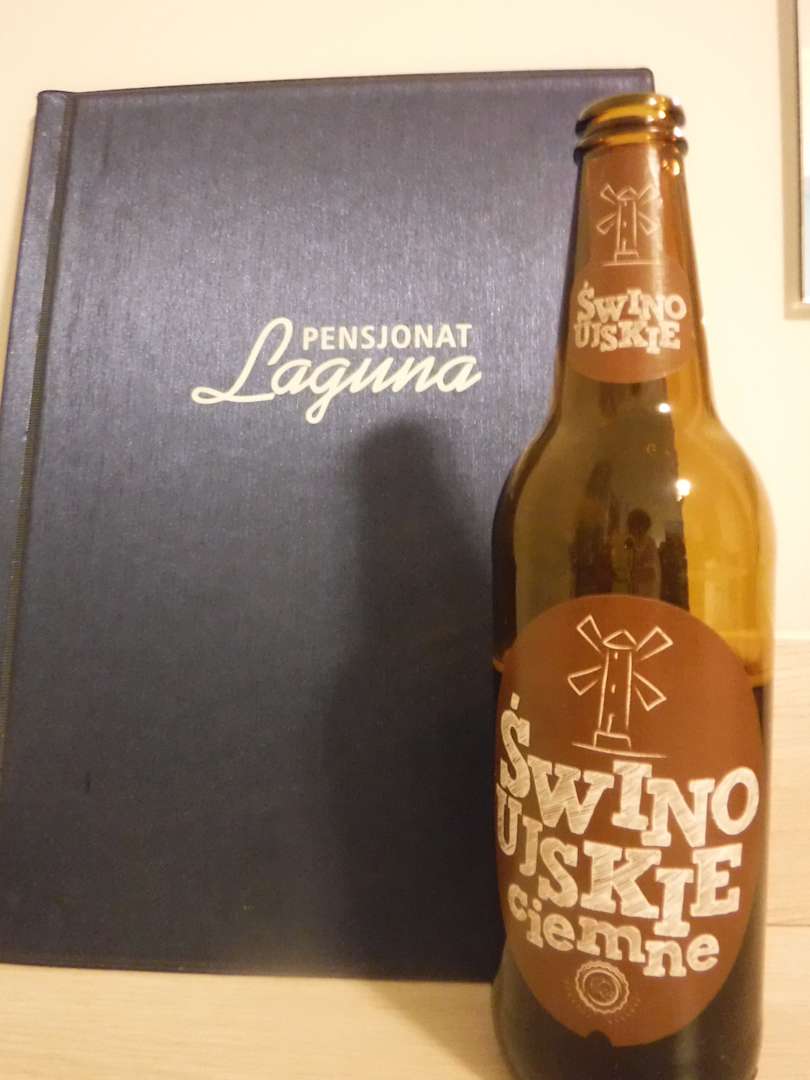 PENSJONAT
Laguna
ŚWINO
UJSKIE
ŚWINO
UJSKIE
ciemne